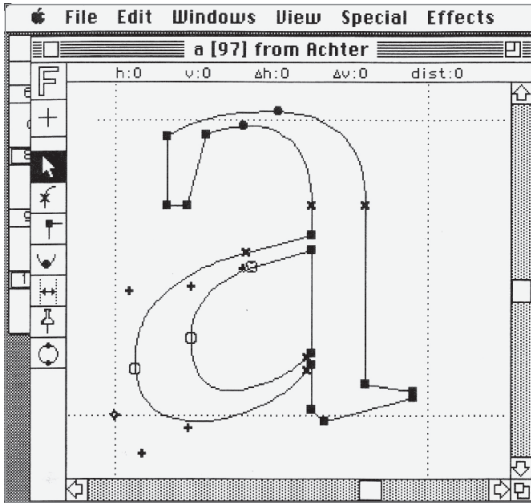 File Edit Windows View Special Effects
a [97] from Achter
h:0 v:0 Δh:0 Δv:0 dist:0